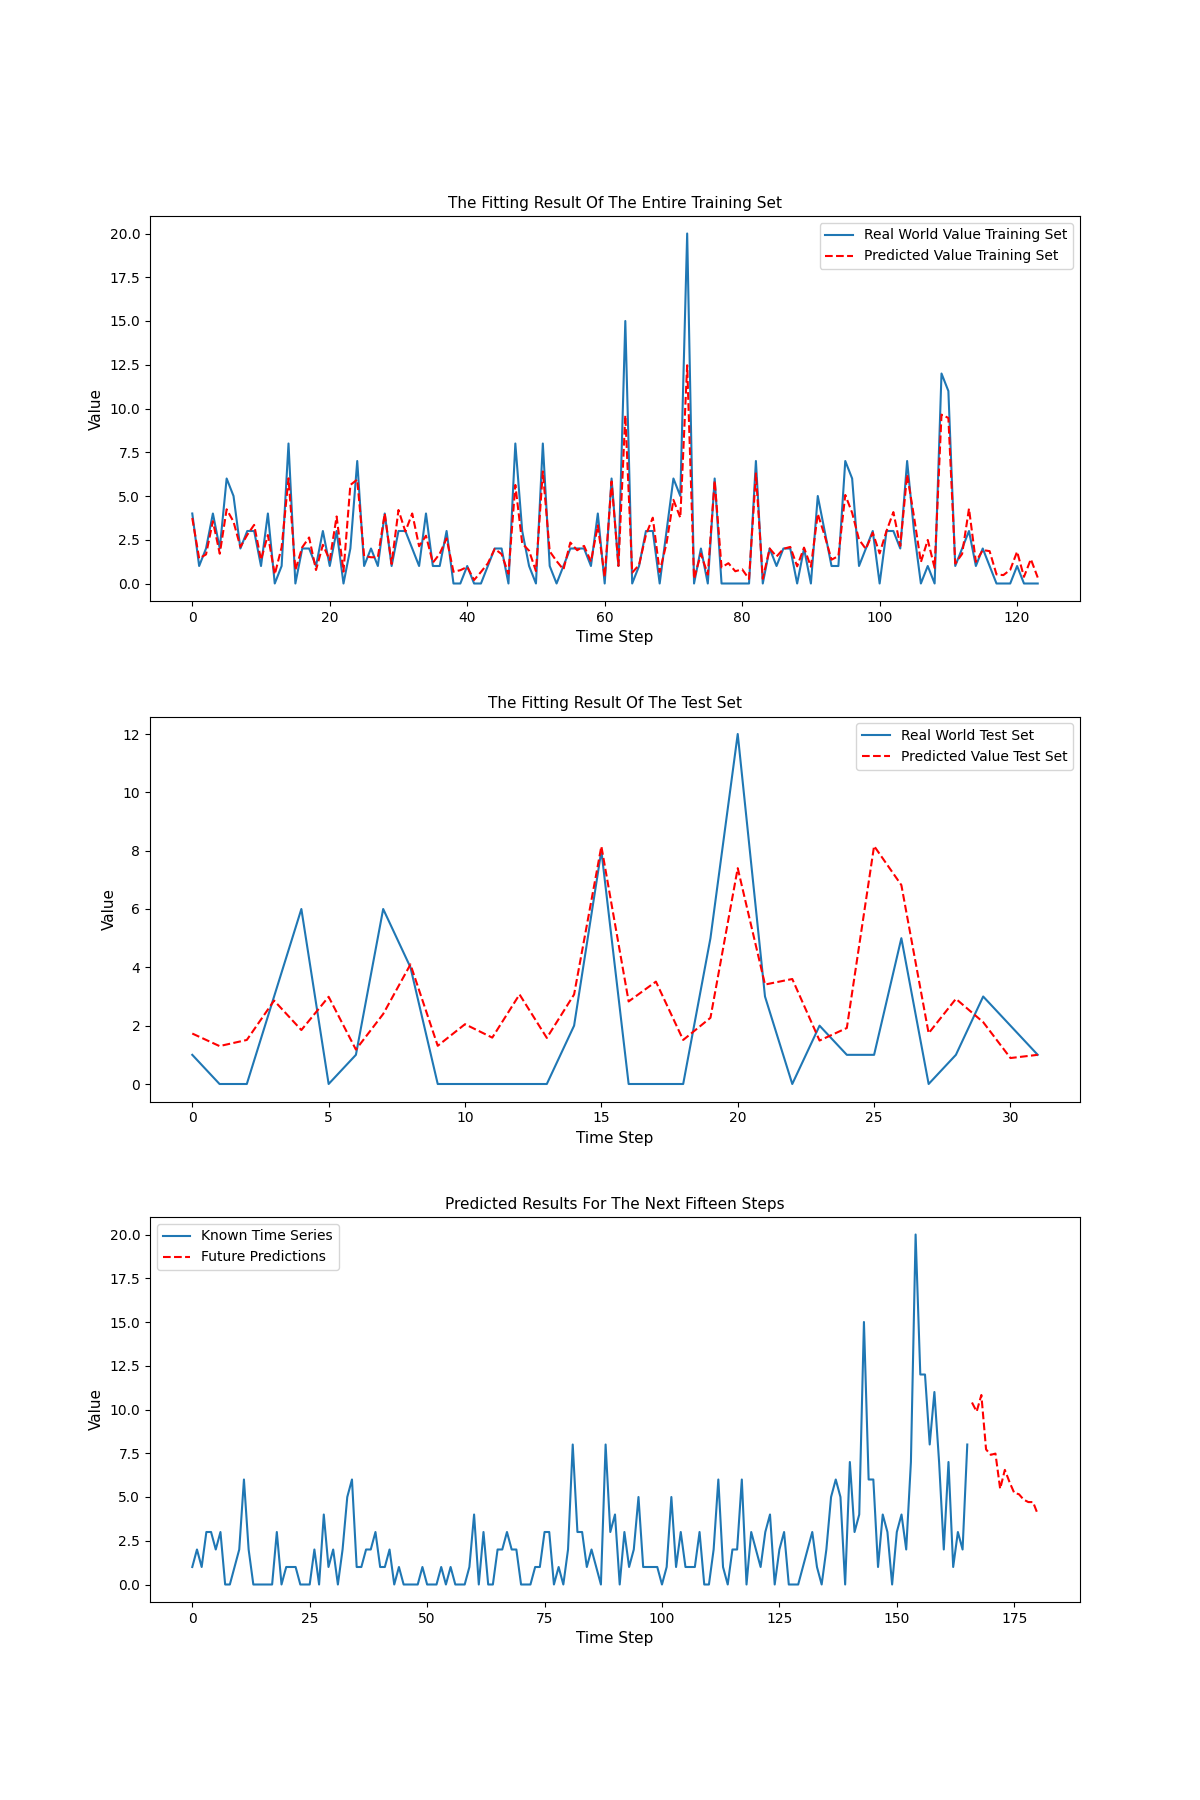 The Fitting Result Of The Entire Training Set
20.0
17.5
15.0
12.5
10.0
7.5
5.0
2.5
0.0
Value
Real World Value Training Set
Predicted Value Training Set
0 20 40 60 80 100 120
Time Step
The Fitting Result Of The Test Set
12
10
8
6
4
2
0
Value
Real World Test Set
Predicted Value Test Set
0 5 10 15 20 25 30
Time Step
Predicted Results For The Next Fifteen Steps
20.0
17.5
15.0
12.5
10.0
7.5
5.0
2.5
0.0
Value
Known Time Series
Future Predictions
0 25 50 75 100 125 150 175
Time Step